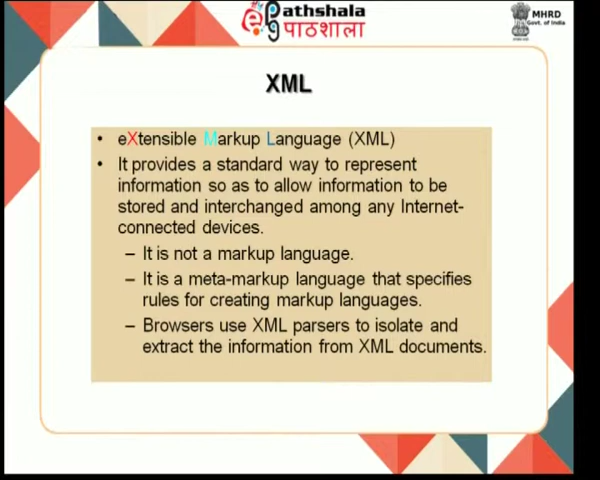 ePathshala
पाठशाला
MHRD
Govt. of India
XML
• eXtensible Markup Language (XML)
• It provides a standard way to represent
information so as to allow information to be
stored and interchanged among any Internet-
connected devices.
– It is not a markup language.
– It is a meta-markup language that specifies
rules for creating markup languages.
– Browsers use XML parsers to isolate and
extract the information from XML documents.